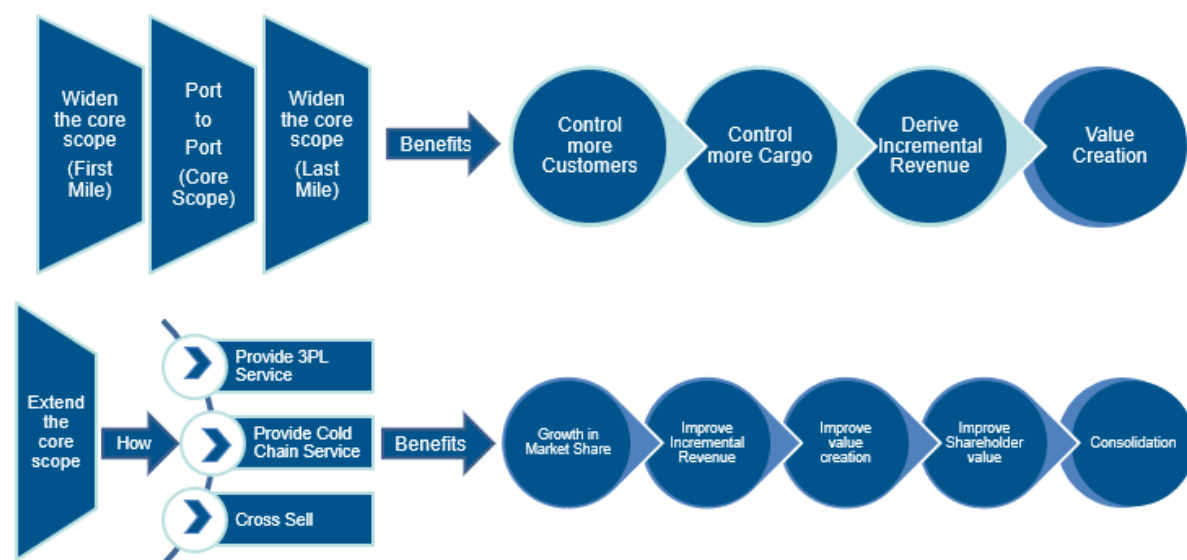 Widen
the core
scope
(First
Mile)
Port
to
Port
(Core
Scope)
Widen
the core
scope
(Last
Mile)
Benefits
Control
more
Customers
Control
more Cargo
Derive
Incremental
Revenue
Value
Creation
Extend
the
core
scope
How
Provide 3PL
Service
Provide Cold
Chain Service
Cross Sell
Benefits
Growth in
Market Share
Improve
Incremental
Revenue
Improve
value
creation
Improve
Shareholder
value
Consolidation